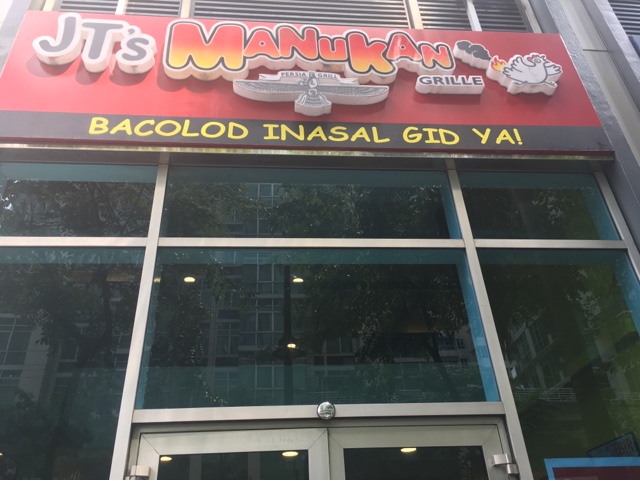 JT's MANUKAN GRILLE
PERSIA GRILL
BACOLOD INASAL GID YA!